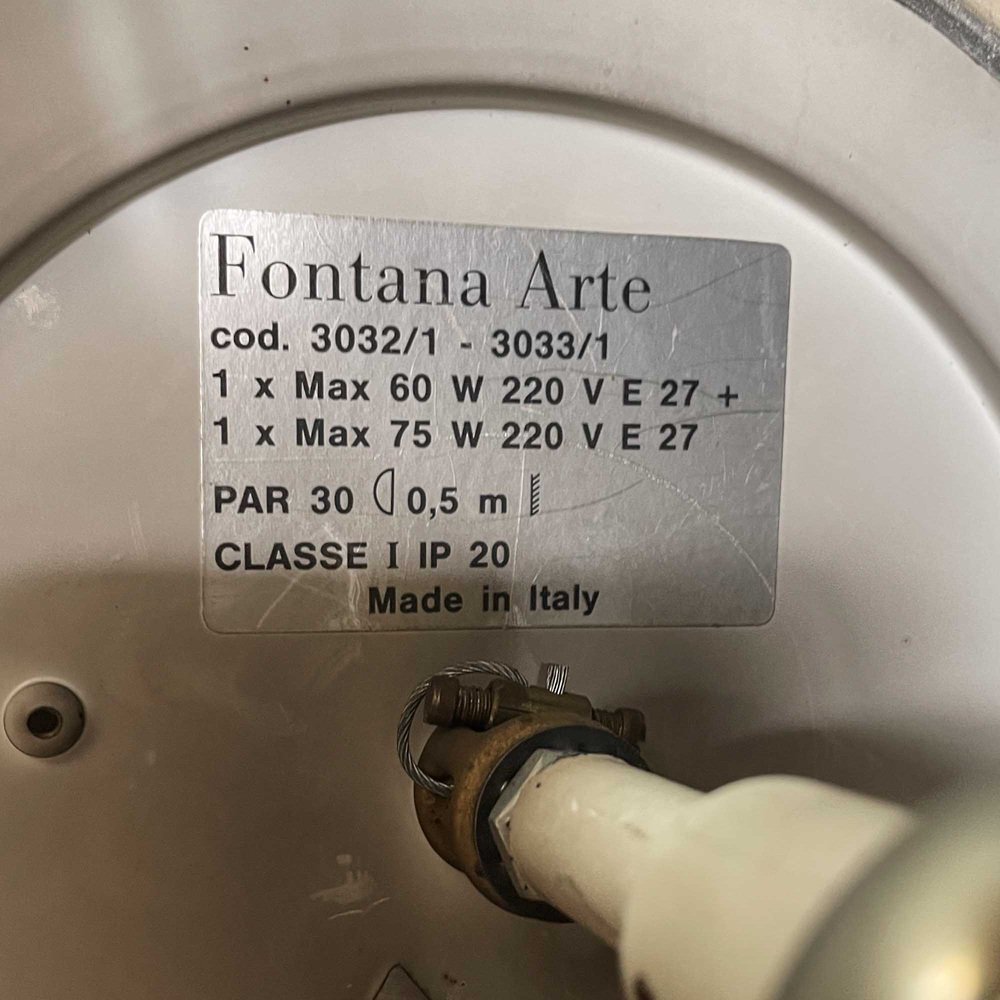 Fontana Arte
cod. 3032/1 - 3033/1
1 x Max 60 W 220 V E 27 +
1 x Max 75 W 220 V E 27
PAR 30 0,5 m
CLASSE I IP 20
Made in Italy